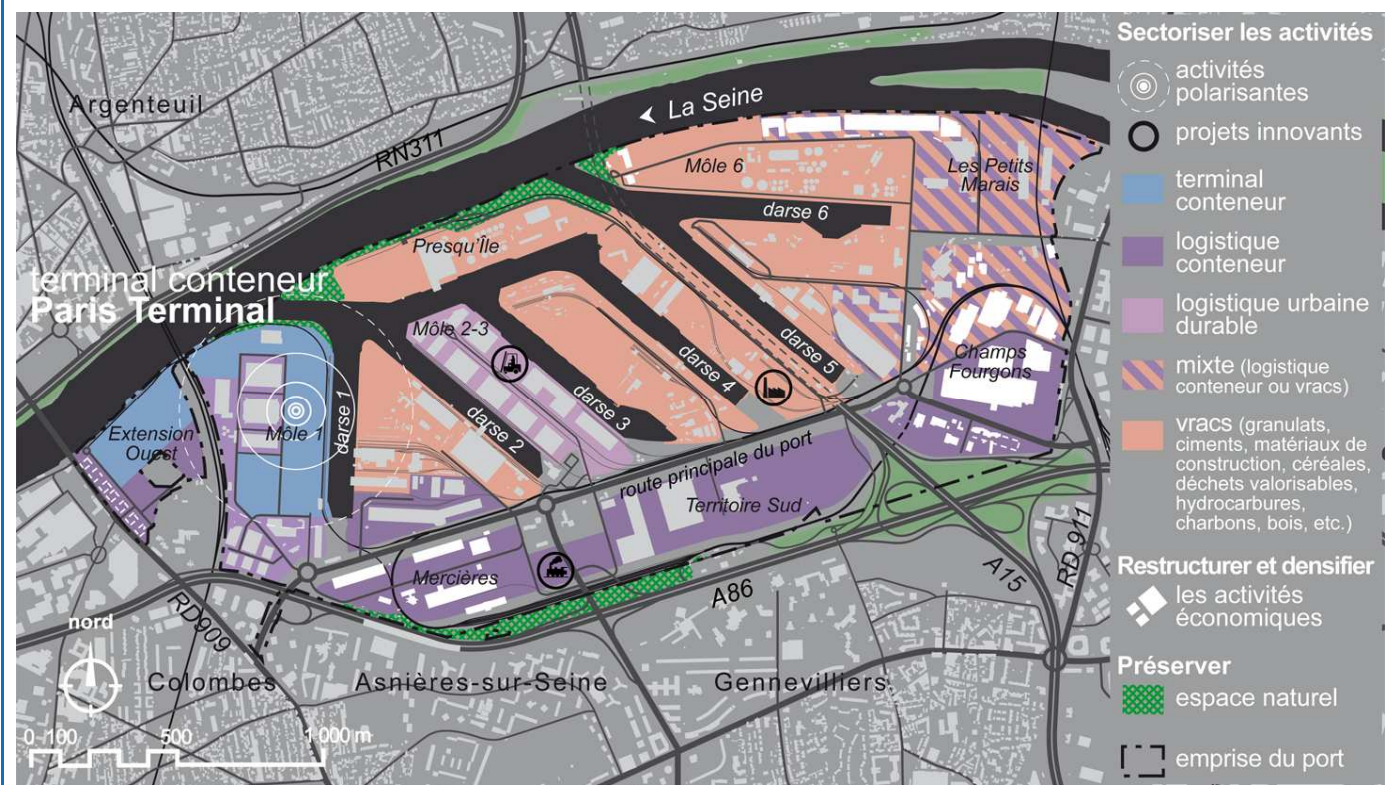 Argenteuil
RN311
La Seine
Môle 6
Les Petits
Marais
darse 6
Presqu'Île
terminal conteneur
Paris Terminal
Môle 2-3
darse 5
darse 4
Champs
Fourgons
darse 3
darse 1
Extension
Ouest
Môle 1
darse 2
route principale du port
Territoire Sud
Mercières
A86
A15
RD 911
RD909
nord
Colombes
Asnières-sur-Seine
Gennevilliers
0 100 500 1 000 m
Sectoriser les activités
activités
polarisantes
projets innovants
terminal
conteneur
logistique
conteneur
logistique urbaine
durable
mixte (logistique
conteneur ou vracs)
vracs (granulats,
ciments, matériaux de
construction, céréales,
déchets valorisables,
hydrocarbures,
charbons, bois, etc.)
Restructurer et densifier
les activités
économiques
Préserver
espace naturel
emprise du port